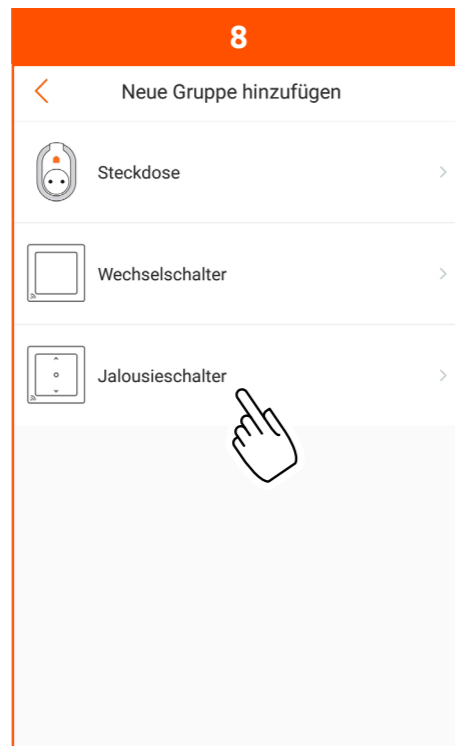 8
Neue Gruppe hinzufügen
Steckdose
Wechselschalter
Jalousieschalter